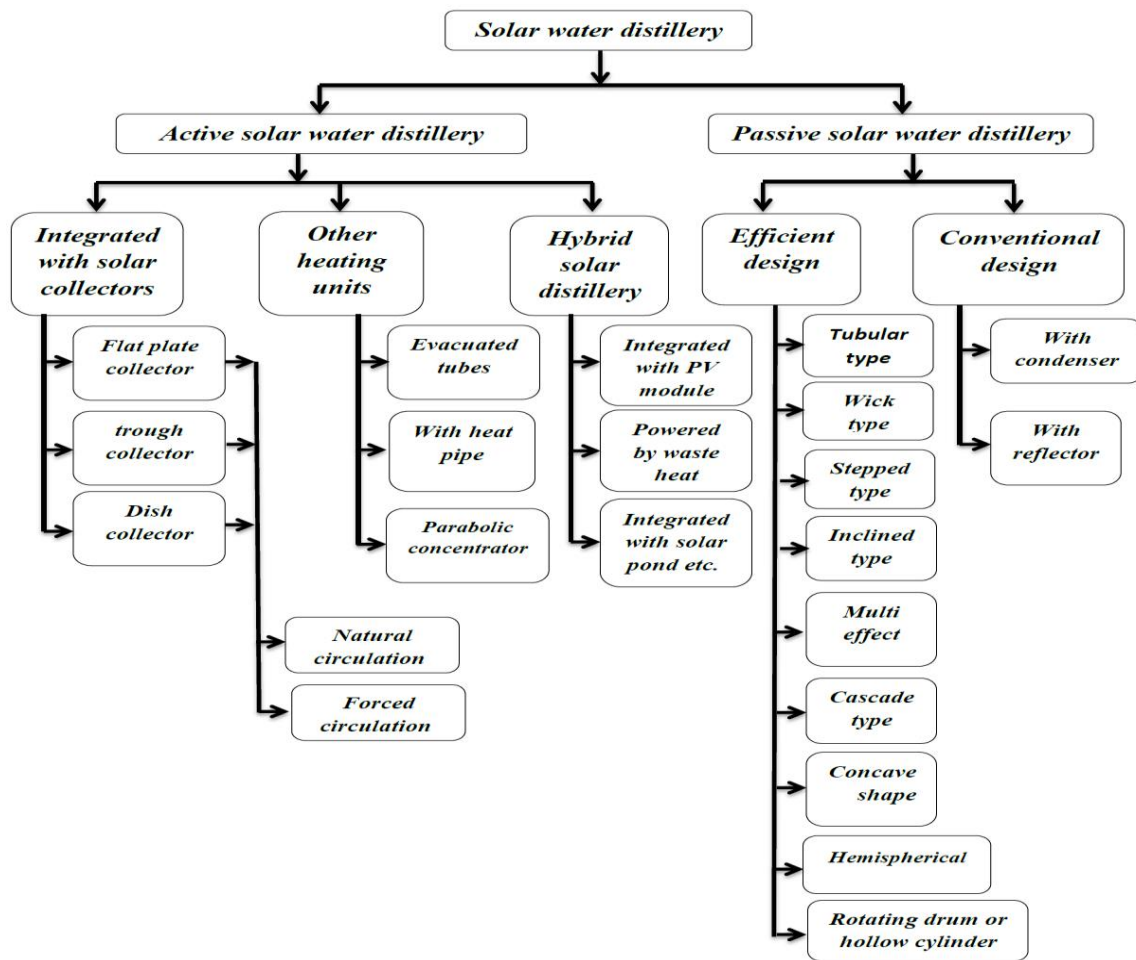 Solar water distillery
Active solar water distillery
Passive solar water distillery
Integrated
with solar
collectors
Other
heating
units
Hybrid
solar
distillery
Efficient
design
Conventional
design
Flat plate
collector
trough
collector
Dish
collector
Natural
circulation
Forced
circulation
Evacuated
tubes
With heat
pipe
Parabolic
concentrator
Integrated
with PV
module
Powered
by waste
heat
Integrated
with solar
pond etc.
Tubular
type
Wick
type
Stepped
type
Inclined
type
Multi
effect
Cascade
type
Concave
shape
Hemispherical
Rotating drum or
hollow cylinder
With
condenser
With
reflector